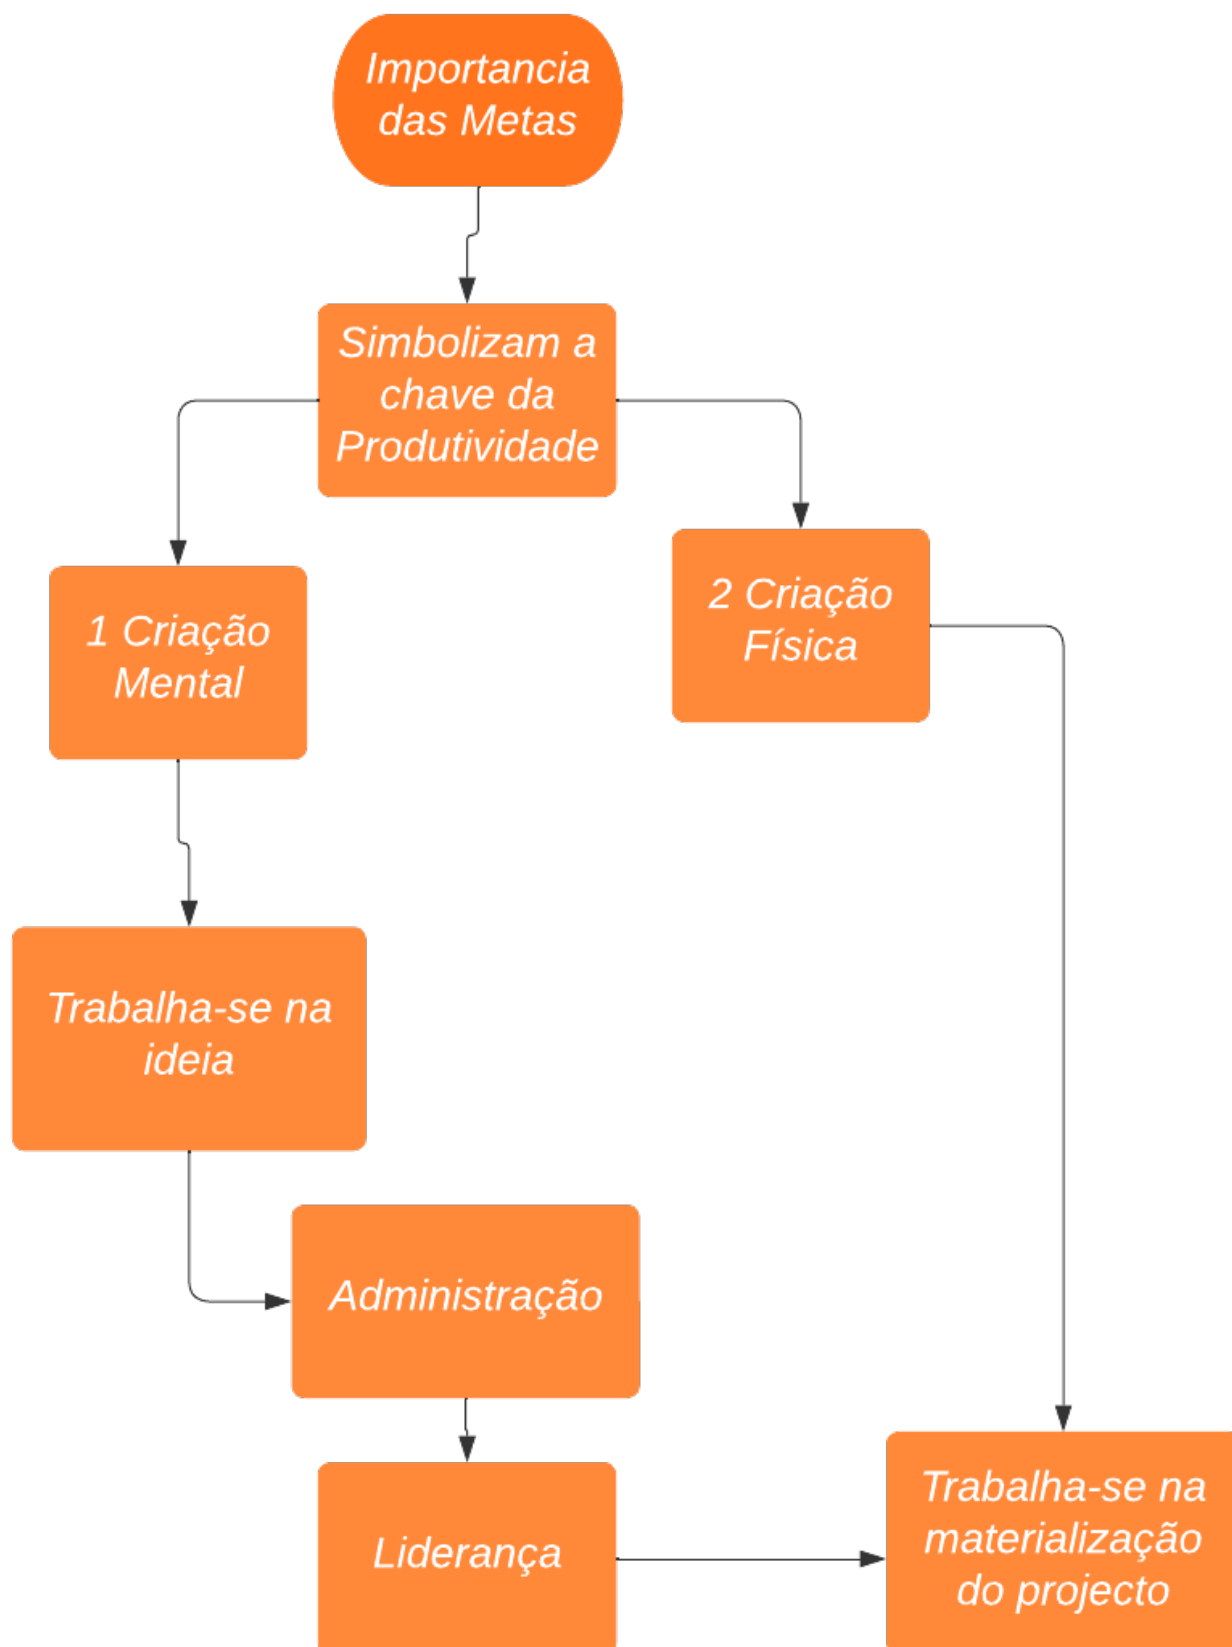 Importancia
das Metas
Simbolizam a
chave da
Produtividade
1 Criação
Mental
2 Criação
Física
Trabalha-se na
ideia
Administração
Liderança
Trabalha-se na
materialização
do projecto